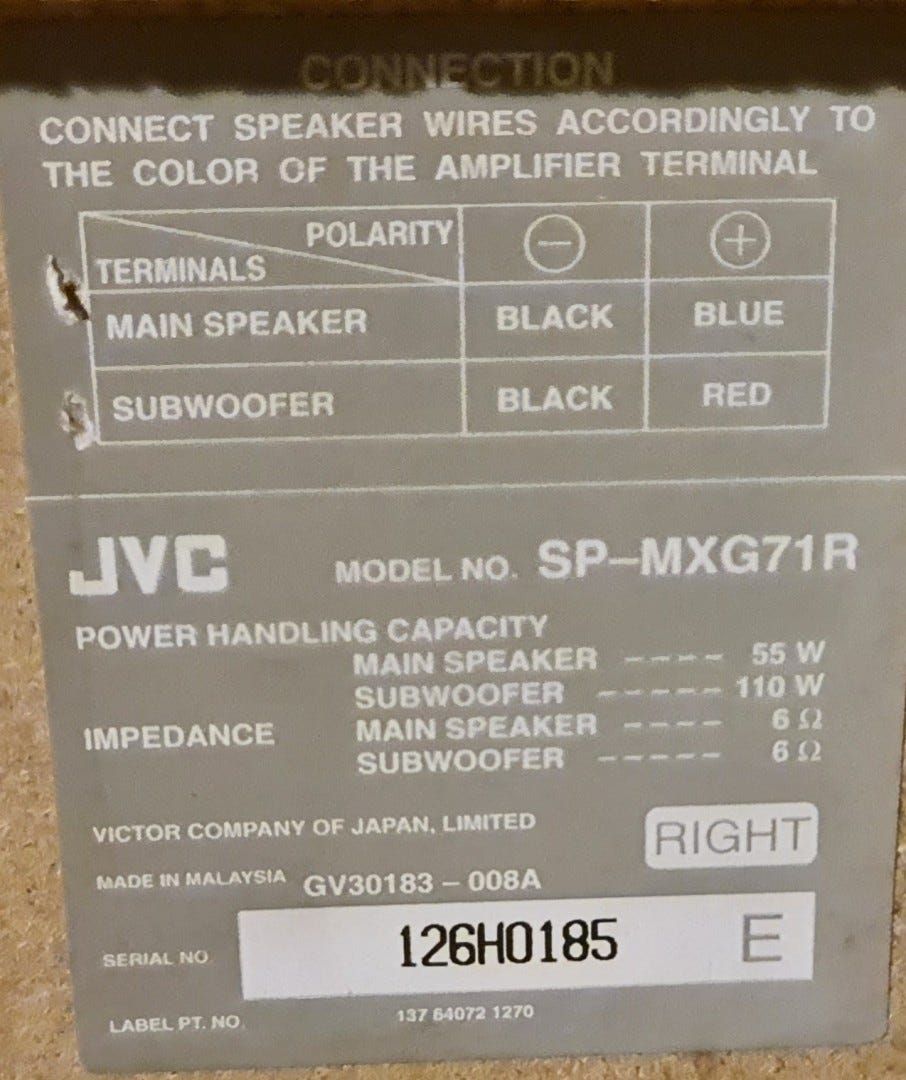 CONNECTION
CONNECT SPEAKER WIRES ACCORDINGLY TO
THE COLOR OF THE AMPLIFIER TERMINAL
POLARITY − +
TERMINALS
MAIN SPEAKER BLACK BLUE
SUBWOOFER BLACK RED
JVC MODEL NO. SP–MXG71R
POWER HANDLING CAPACITY
MAIN SPEAKER ---- 55 W
SUBWOOFER ----- 110 W
IMPEDANCE MAIN SPEAKER ---- 6 Ω
SUBWOOFER ----- 6 Ω
VICTOR COMPANY OF JAPAN, LIMITED
RIGHT
MADE IN MALAYSIA GV30183 – 008A
SERIAL NO. 126H0185 E
LABEL PT. NO. 137 64072 1270